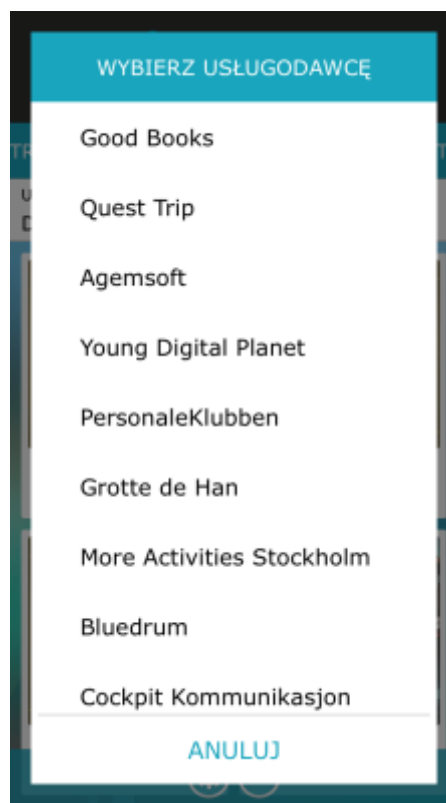 WYBIERZ USŁUGODAWCĘ
Good Books
Quest Trip
Agemsoft
Young Digital Planet
PersonaleKlubben
Grotte de Han
More Activities Stockholm
Bluedrum
Cockpit Kommunikasjon
ANULUJ